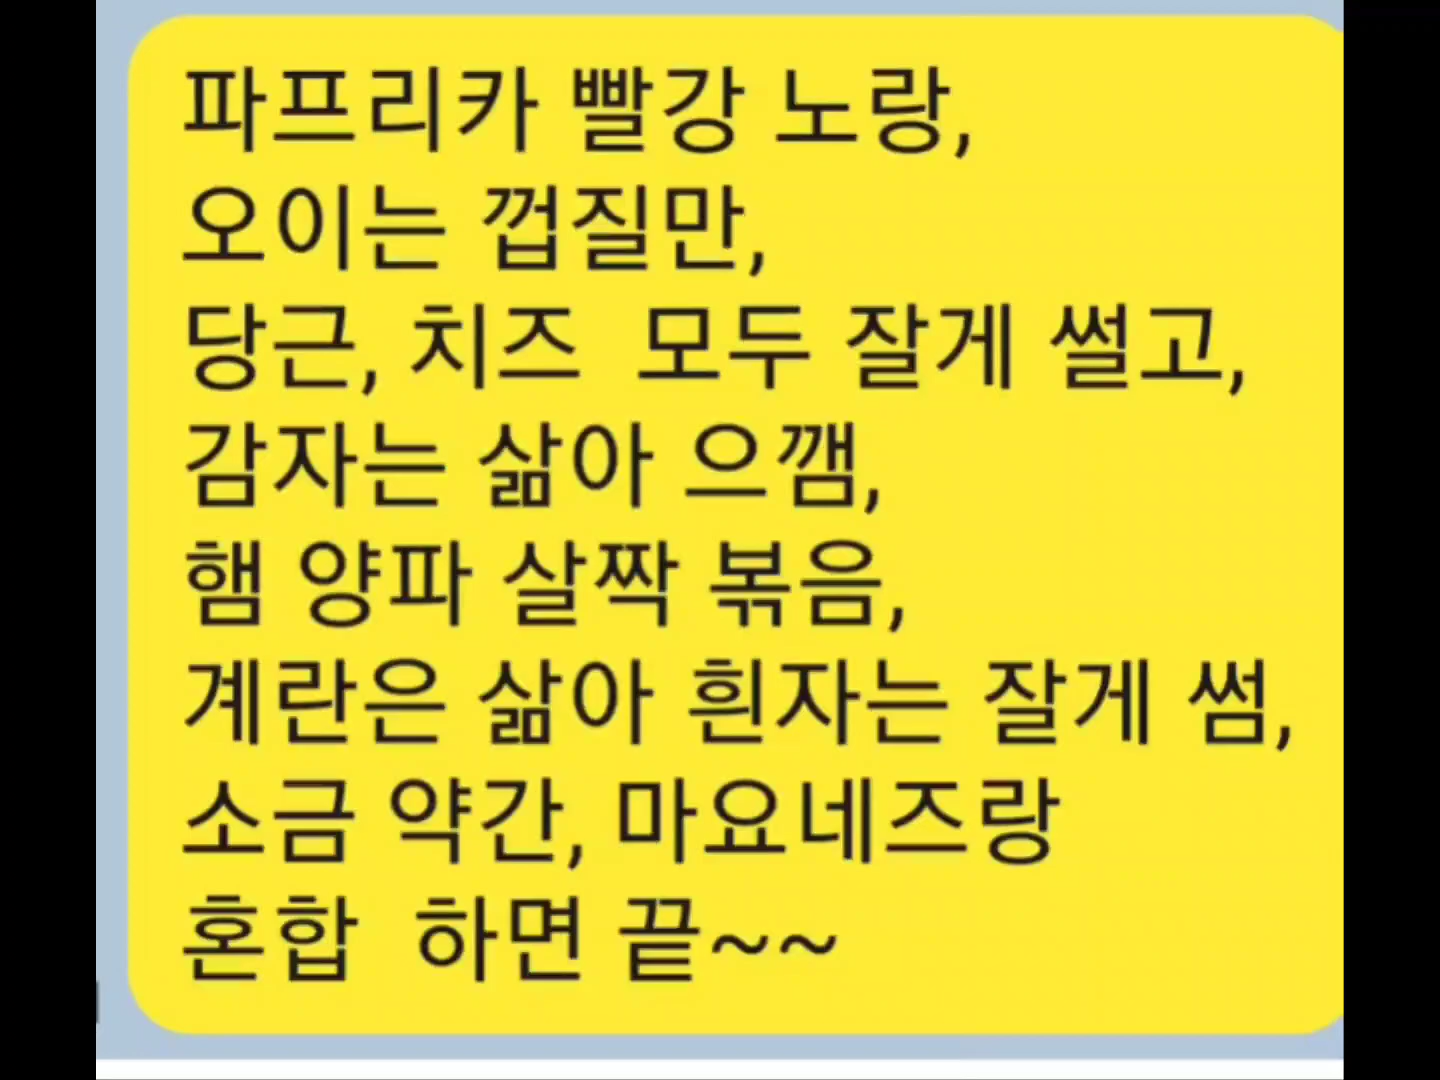 파프리카 빨강 노랑,
오이는 껍질만,
당근, 치즈  모두 잘게 썰고,
감자는 삶아 으깸,
햄 양파 살짝 볶음,
계란은 삶아 흰자는 잘게 썸,
소금 약간, 마요네즈랑
혼합  하면 끝~~